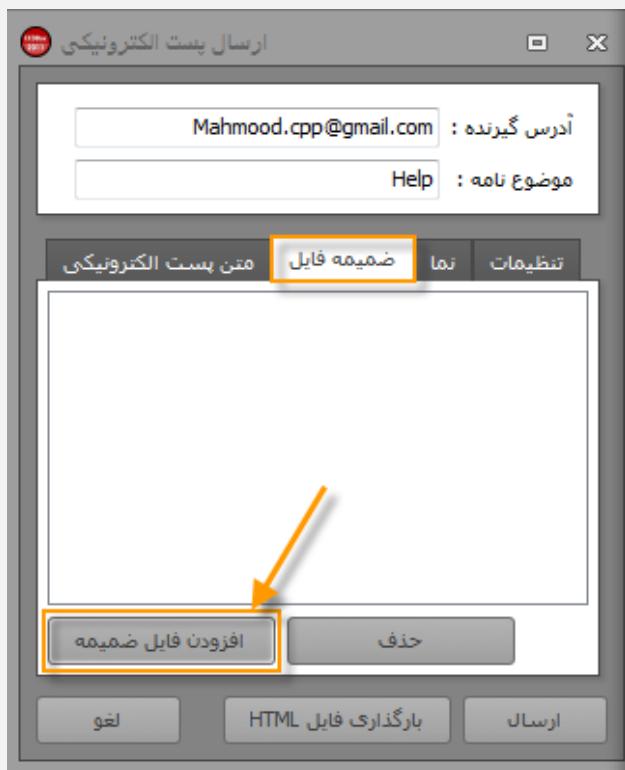 ارسال پست الکترونیکی
آدرس گیرنده : Mahmood.cpp@gmail.com
موضوع نامه : Help
تنظیمات نما ضمیمه فایل متن پست الکترونیکی
حذف افزودن فایل ضمیمه
ارسال بارگذاری فایل HTML لغو